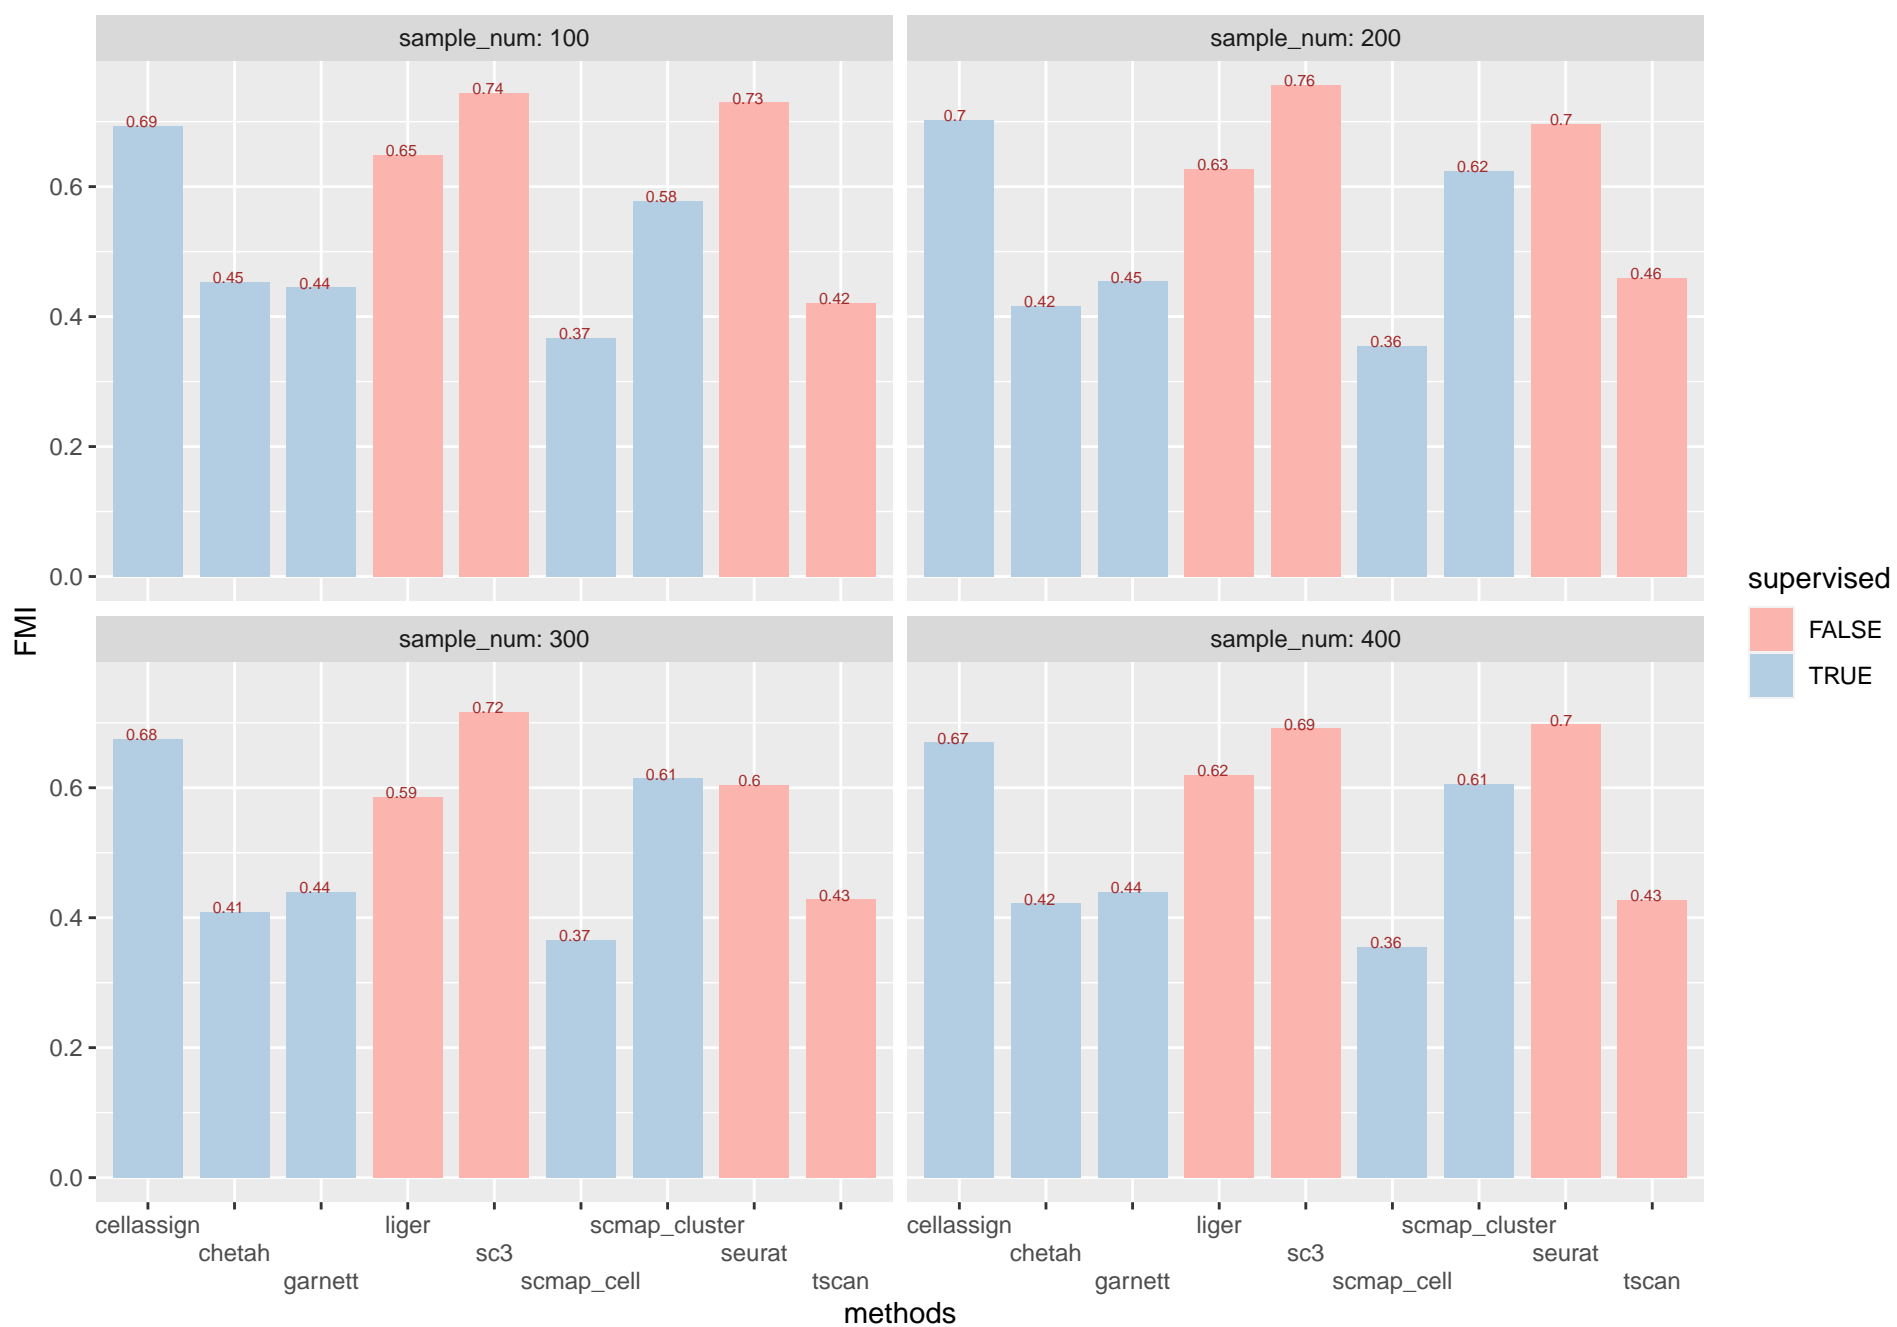 sample_num: 100
sample_num: 200
0.69
0.45
0.44
0.65
0.74
0.37
0.58
0.73
0.42
0.7
0.42
0.45
0.63
0.76
0.36
0.62
0.7
0.46
0.6
0.4
0.2
0.0
FMI
sample_num: 300
sample_num: 400
0.68
0.41
0.44
0.59
0.72
0.37
0.61
0.6
0.43
0.67
0.42
0.44
0.62
0.69
0.36
0.61
0.7
0.43
0.6
0.4
0.2
0.0
cellassign
chetah
garnett
liger
sc3
scmap_cell
scmap_cluster
seurat
tscan
cellassign
chetah
garnett
liger
sc3
scmap_cell
scmap_cluster
seurat
tscan
methods
supervised
FALSE
TRUE